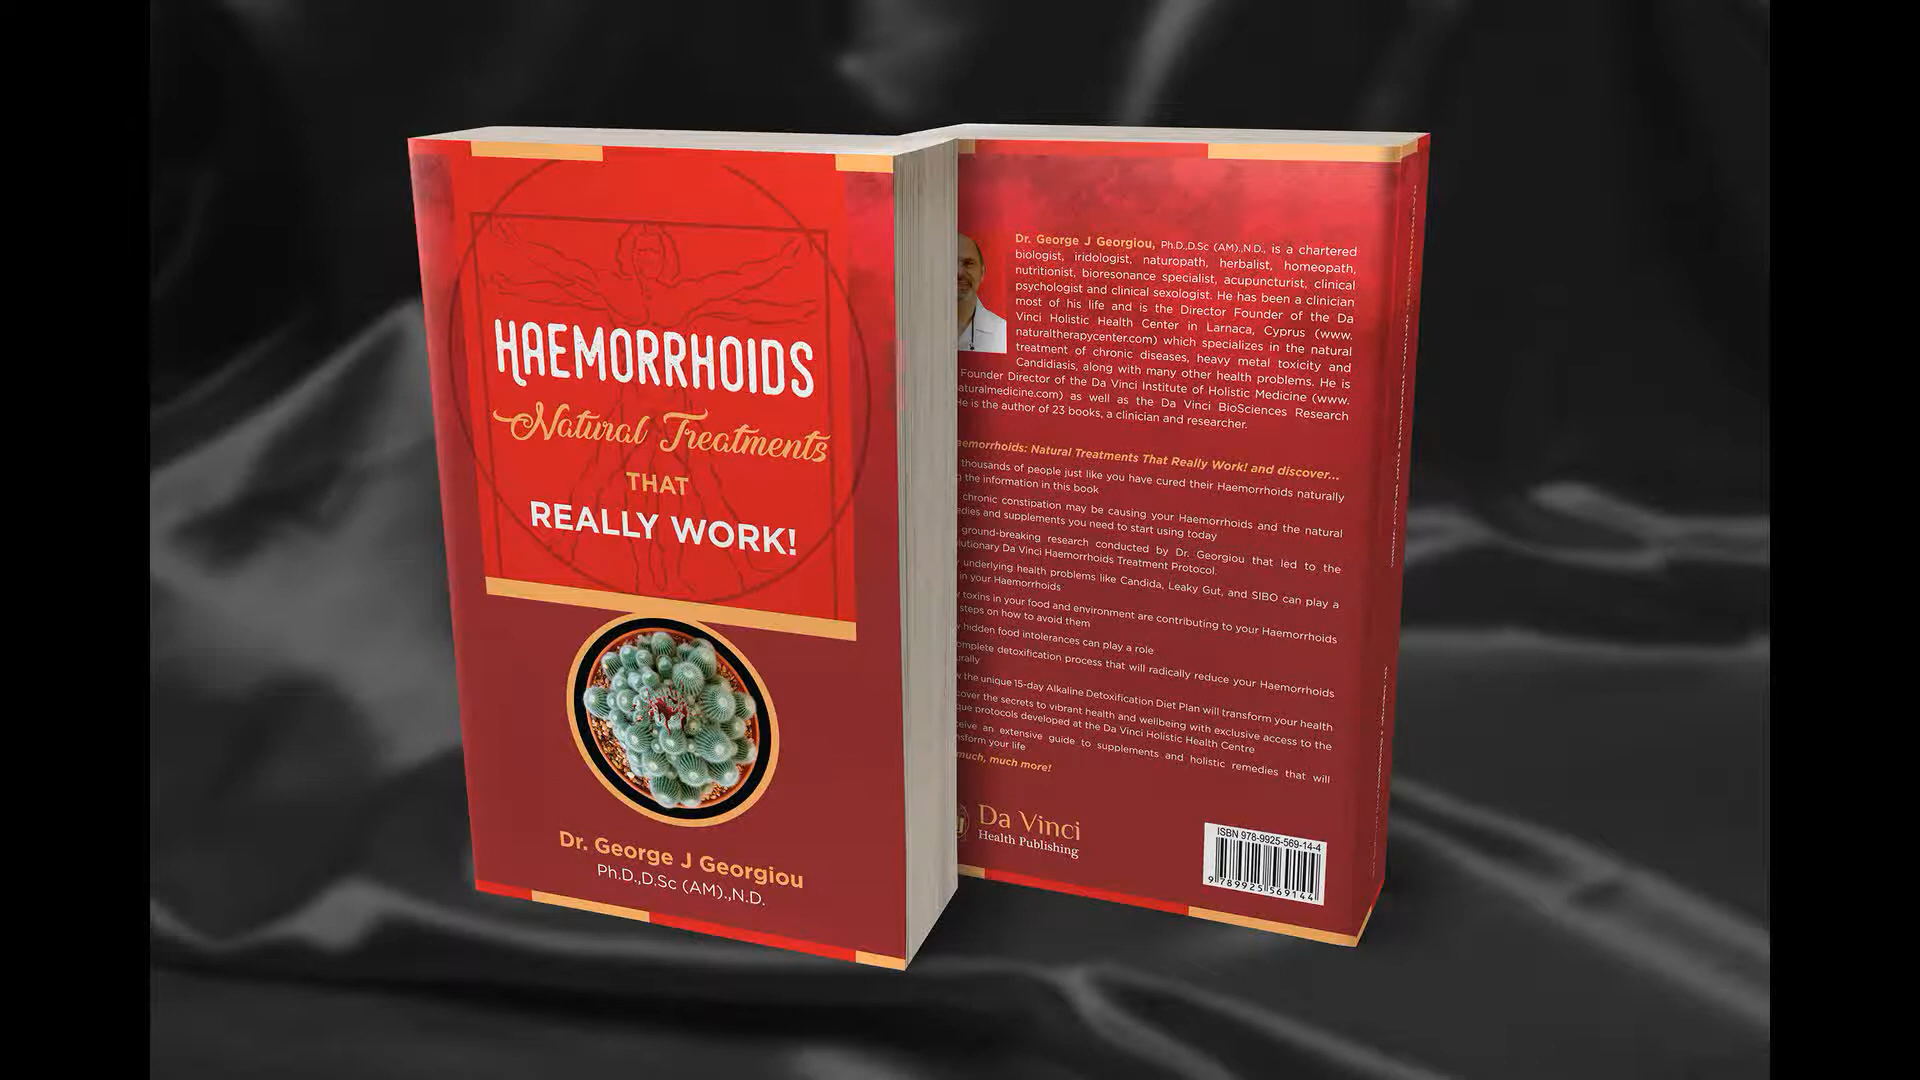 HAEMORRHOIDS
Natural Treatments
THAT
REALLY WORK!
Dr. George J Georgiou
Ph.D.,D.Sc (AM).,N.D.
Dr. George J Georgiou, Ph.D.,D.Sc (AM).,N.D., is a chartered
biologist, iridologist, naturopath, herbalist, homeopath,
nutritionist, bioresonance specialist, acupuncturist, clinical
psychologist and clinical sexologist. He has been a clinician
most of his life and is the Director Founder of the Da
Vinci Holistic Health Center in Larnaca, Cyprus (www.
naturaltherapycenter.com) which specializes in the natural
treatment of chronic diseases, heavy metal toxicity and
Candidiasis, along with many other health problems. He is
Founder Director of the Da Vinci Institute of Holistic Medicine (www.
naturalmedicine.com) as well as the Da Vinci BioSciences Research
He is the author of 23 books, a clinician and researcher.
aemorrhoids: Natural Treatments That Really Work! and discover...
thousands of people just like you have cured their Haemorrhoids naturally
the information in this book
chronic constipation may be causing your Haemorrhoids and the natural
edies and supplements you need to start using today
ground-breaking research conducted by Dr. Georgiou that led to the
lutionary Da Vinci Haemorrhoids Treatment Protocol.
underlying health problems like Candida, Leaky Gut, and SIBO can play a
in your Haemorrhoids
toxins in your food and environment are contributing to your Haemorrhoids
steps on how to avoid them
hidden food intolerances can play a role
omplete detoxification process that will radically reduce your Haemorrhoids
urally
the unique 15-day Alkaline Detoxification Diet Plan will transform your health
cover the secrets to vibrant health and wellbeing with exclusive access to the
que protocols developed at the Da Vinci Holistic Health Centre
ceive an extensive guide to supplements and holistic remedies that will
nsform your life
much, much more!
Da Vinci
Health Publishing
ISBN 978-9925-569-14-4
9 789925 569144